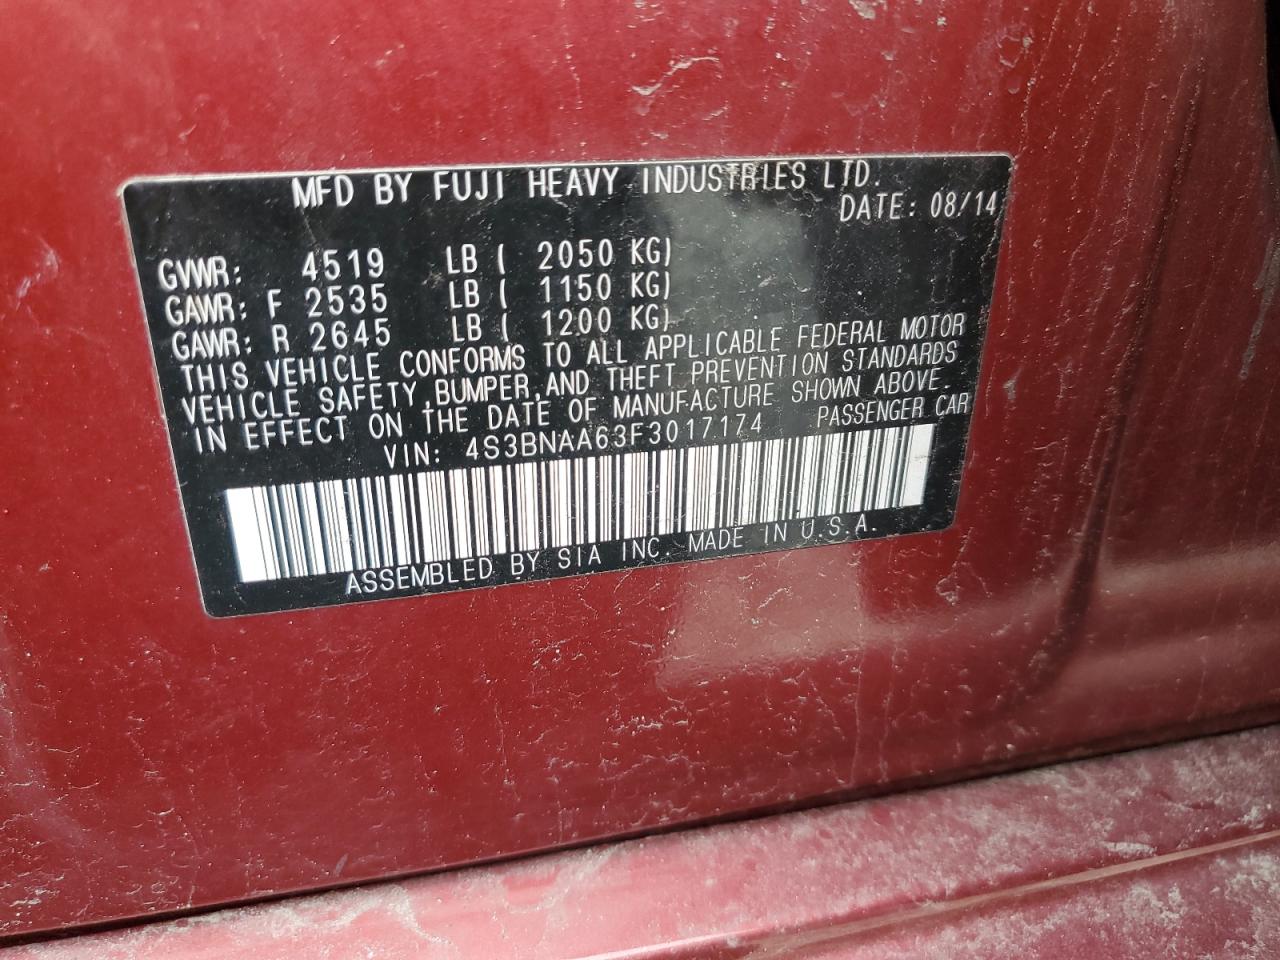 MFD BY FUJI HEAVY INDUSTRIES LTD.
DATE: 08/14
GVWR: 4519 LB ( 2050 KG)
GAWR: F 2535 LB ( 1150 KG)
GAWR: R 2645 LB ( 1200 KG)
THIS VEHICLE CONFORMS TO ALL APPLICABLE FEDERAL MOTOR
VEHICLE SAFETY,BUMPER,AND THEFT PREVENTION STANDARDS
IN EFFECT ON THE DATE OF MANUFACTURE SHOWN ABOVE.
VIN: 4S3BNAA63F3017174 PASSENGER CAR
ASSEMBLED BY SIA INC. MADE IN U.S.A.